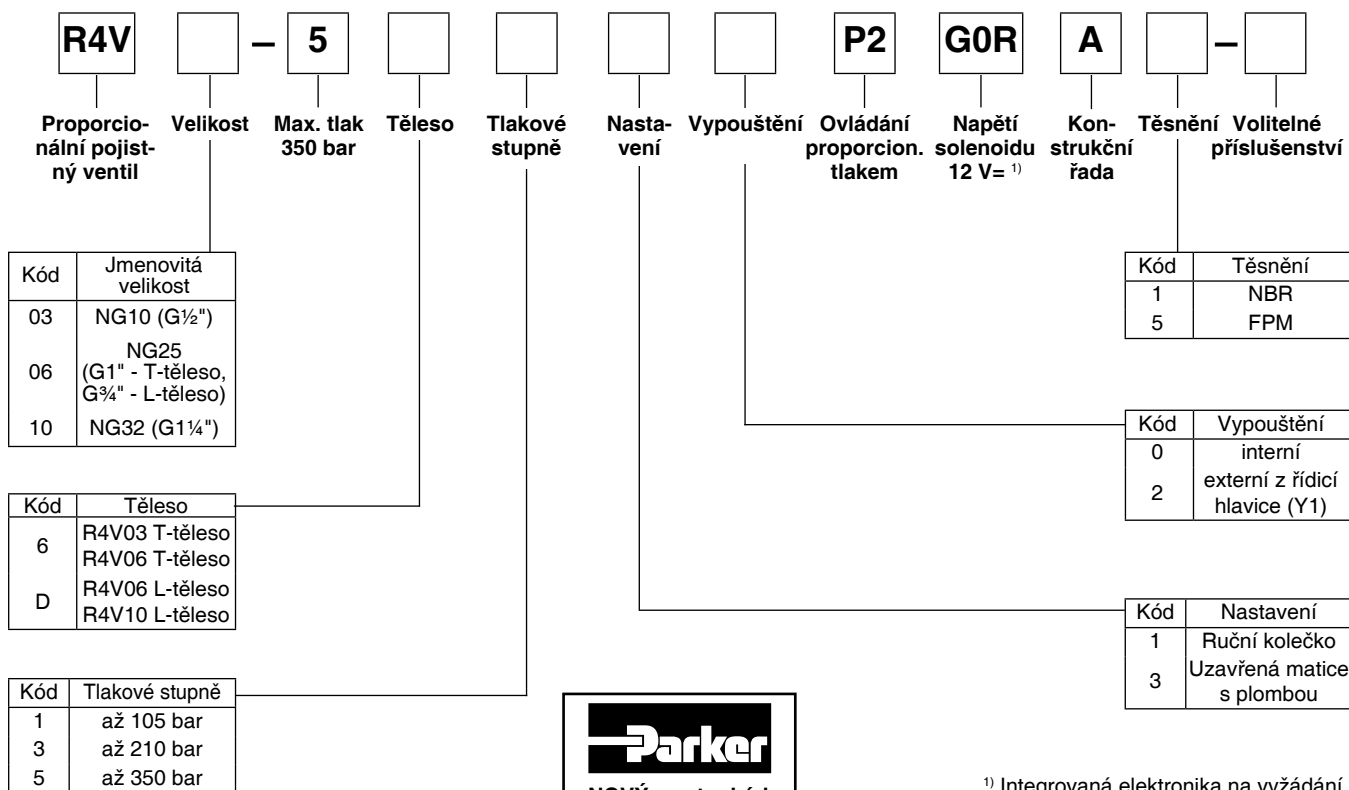 R4V – 5 P2 G0R A –
Proporcio-
nální pojist-
ný ventil
Velikost
Max. tlak
350 bar
Těleso
Tlakové
stupně
Nasta-
vení
Vypouštění
Ovládání
proporcion.
tlakem
Napětí
solenoidu
12 V= 1)
Kon-
strukční
řada
Těsnění
Volitelné
příslušenství
Kód Jmenovitá
velikost
03 NG10 (G½")
06 NG25
(G1" - T-těleso,
G¾" - L-těleso)
10 NG32 (G1¼")
Kód Těsnění
1 NBR
5 FPM
Kód Vypouštění
0 interní
2 externí z řídicí
hlavice (Y1)
Kód Těleso
6 R4V03 T-těleso
R4V06 T-těleso
D R4V06 L-těleso
R4V10 L-těleso
Kód Nastavení
1 Ruční kolečko
3 Uzavřená matice
s plombou
Kód Tlakové stupně
1 až 105 bar
3 až 210 bar
5 až 350 bar
Parker
1) Integrovaná elektronika na vyžádání